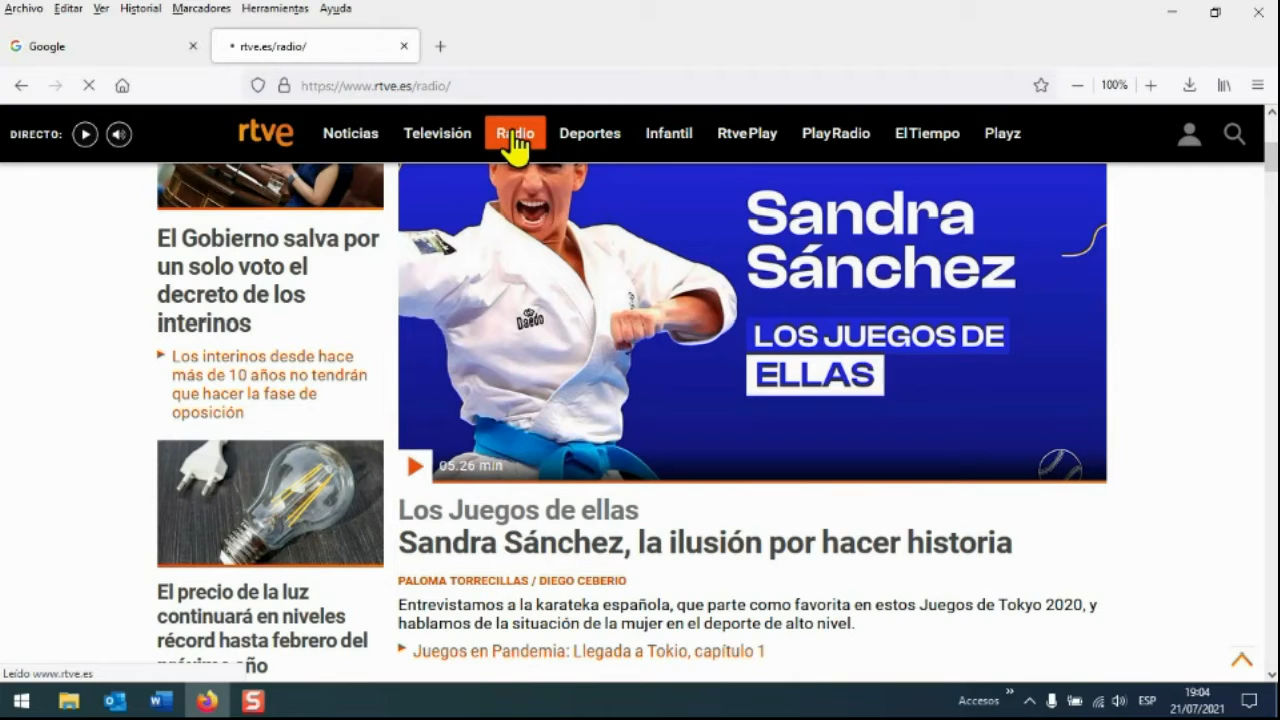 Archivo Editar Ver Historial Marcadores Herramientas Ayuda
Google
rtve.es/radio/
https://www.rtve.es/radio/
100%
DIRECTO:
rtve
Noticias Televisión Radio Deportes Infantil RtvePlay PlayRadio ElTiempo Playz
El Gobierno salva por
un solo voto el
decreto de los
interinos
Los interinos desde hace
más de 10 años no tendrán
que hacer la fase de
oposición
El precio de la luz
continuará en niveles
récord hasta febrero del
próximo año
Sandra
Sánchez
LOS JUEGOS DE
ELLAS
Daedo
05.26 min
Los Juegos de ellas
Sandra Sánchez, la ilusión por hacer historia
PALOMA TORRECILLAS / DIEGO CEBERIO
Entrevistamos a la karateka española, que parte como favorita en estos Juegos de Tokyo 2020, y
hablamos de la situación de la mujer en el deporte de alto nivel.
Juegos en Pandemia: Llegada a Tokio, capítulo 1
Leído www.rtve.es
Accesos
ESP
19:04
21/07/2021